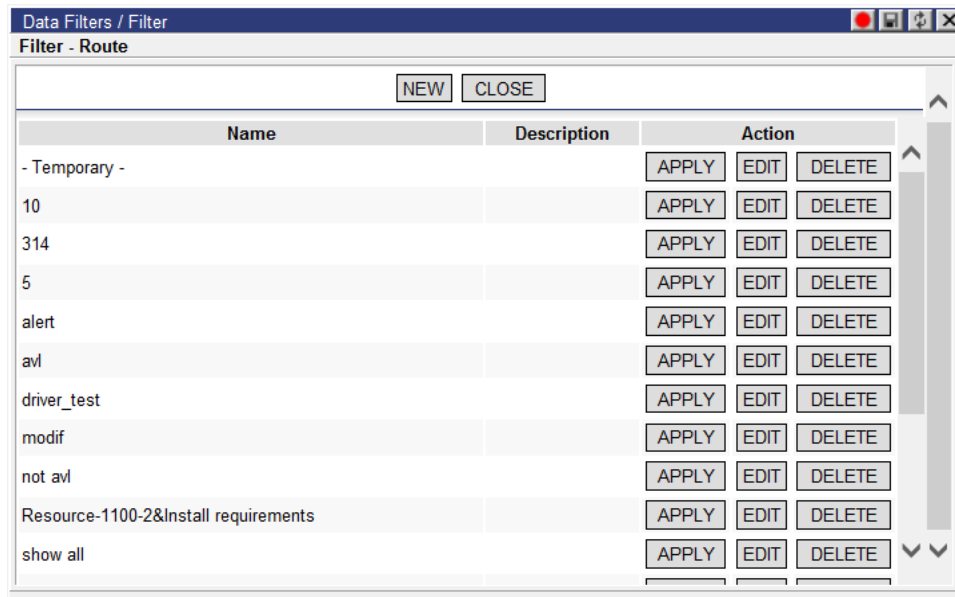 Data Filters / Filter
Filter - Route
NEW CLOSE
Name Description Action
- Temporary - APPLY EDIT DELETE
10 APPLY EDIT DELETE
314 APPLY EDIT DELETE
5 APPLY EDIT DELETE
alert APPLY EDIT DELETE
avl APPLY EDIT DELETE
driver_test APPLY EDIT DELETE
modif APPLY EDIT DELETE
not avl APPLY EDIT DELETE
Resource-1100-2&Install requirements APPLY EDIT DELETE
show all APPLY EDIT DELETE